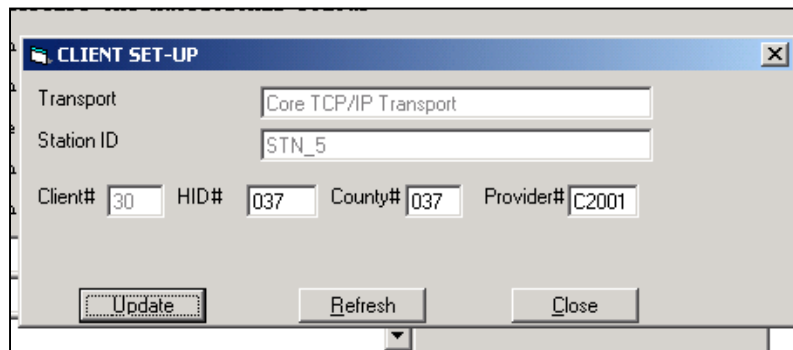 CLIENT SET-UP
Transport Core TCP/IP Transport
Station ID STN_5
Client# 30 HID# 037 County# 037 Provider# C2001
Update Refresh Close